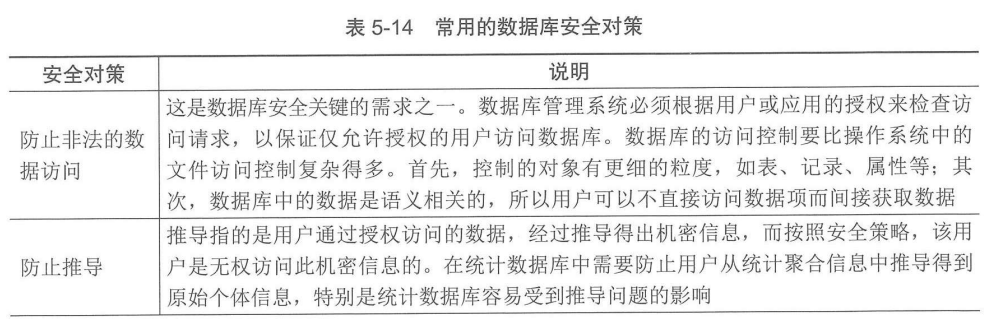 表 5-14 常用的数据库安全对策
安全对策 说明
防止非法的数据访问
这是数据库安全关键的需求之一。数据库管理系统必须根据用户或应用的授权来检查访
问请求，以保证仅允许授权的用户访问数据库。数据库的访问控制要比操作系统中的
文件访问控制复杂得多。首先，控制的对象有更细的粒度，如表、记录、属性等；其
次，数据库中的数据是语义相关的，所以用户可以不直接访问数据项而间接获取数据
防止推导
推导指的是用户通过授权访问的数据，经过推导得出机密信息，而按照安全策略，该用
户是无权访问此机密信息的。在统计数据库中需要防止用户从统计聚合信息中推导得到
原始个体信息，特别是统计数据库容易受到推导问题的影响